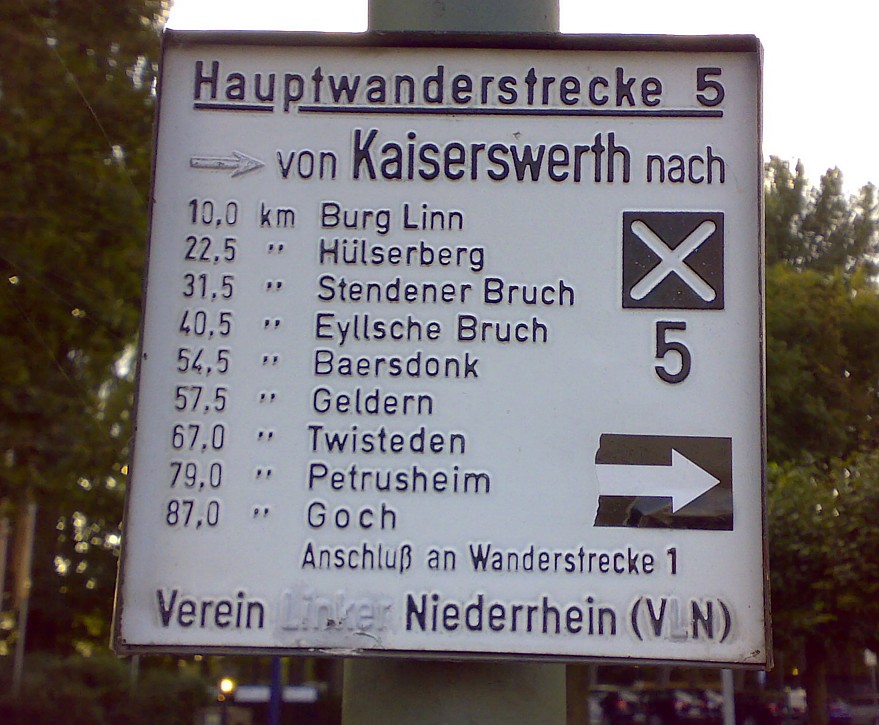 Hauptwanderstrecke 5
von Kaiserswerth nach
10,0 km Burg Linn
22,5 " Hülserberg
31,5 " Stendener Bruch
40,5 " Eyllsche Bruch
54,5 " Baersdonk
57,5 " Geldern
67,0 " Twisteden
79,0 " Petrusheim
87,0 " Goch
X
5
Anschluß an Wanderstrecke 1
Verein Linker Niederrhein (VLN)